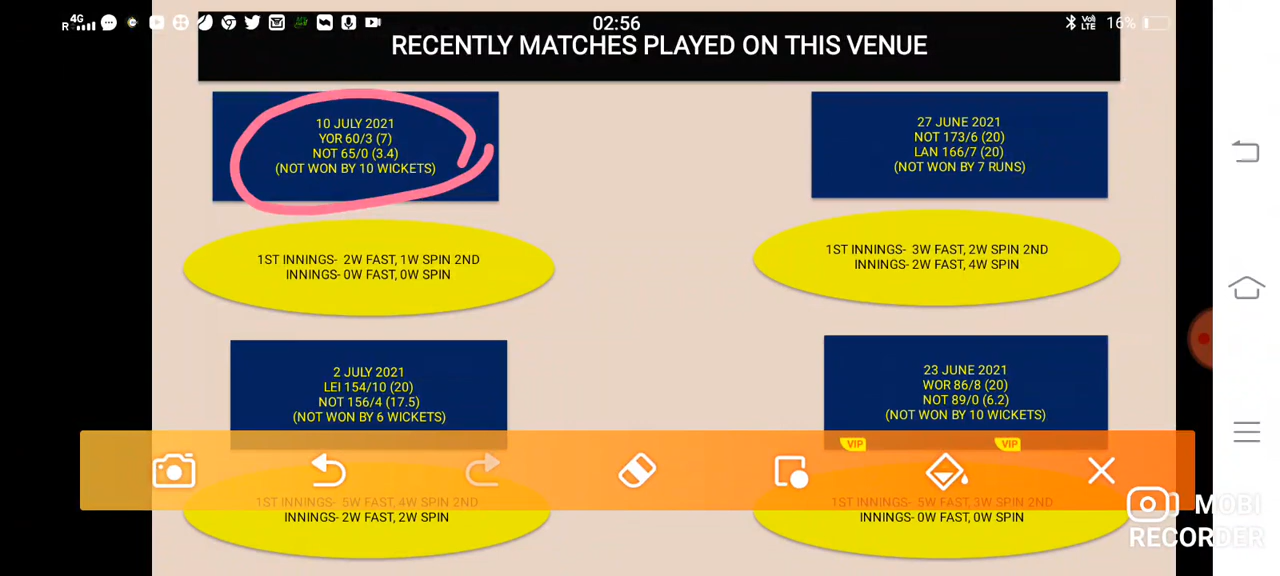 4G
R
02:56
VoI
LTE
16%
RECENTLY MATCHES PLAYED ON THIS VENUE
10 JULY 2021
YOR 60/3 (7)
NOT 65/0 (3.4)
(NOT WON BY 10 WICKETS)
27 JUNE 2021
NOT 173/6 (20)
LAN 166/7 (20)
(NOT WON BY 7 RUNS)
1ST INNINGS- 2W FAST, 1W SPIN 2ND
INNINGS- 0W FAST, 0W SPIN
1ST INNINGS- 3W FAST, 2W SPIN 2ND
INNINGS- 2W FAST, 4W SPIN
2 JULY 2021
LEI 154/10 (20)
NOT 156/4 (17.5)
(NOT WON BY 6 WICKETS)
23 JUNE 2021
WOR 86/8 (20)
NOT 89/0 (6.2)
(NOT WON BY 10 WICKETS)
VIP
VIP
1ST INNINGS- 5W FAST, 4W SPIN 2ND
INNINGS- 2W FAST, 2W SPIN
1ST INNINGS- 5W FAST, 3W SPIN 2ND
INNINGS- 0W FAST, 0W SPIN
MOBI
RECORDER